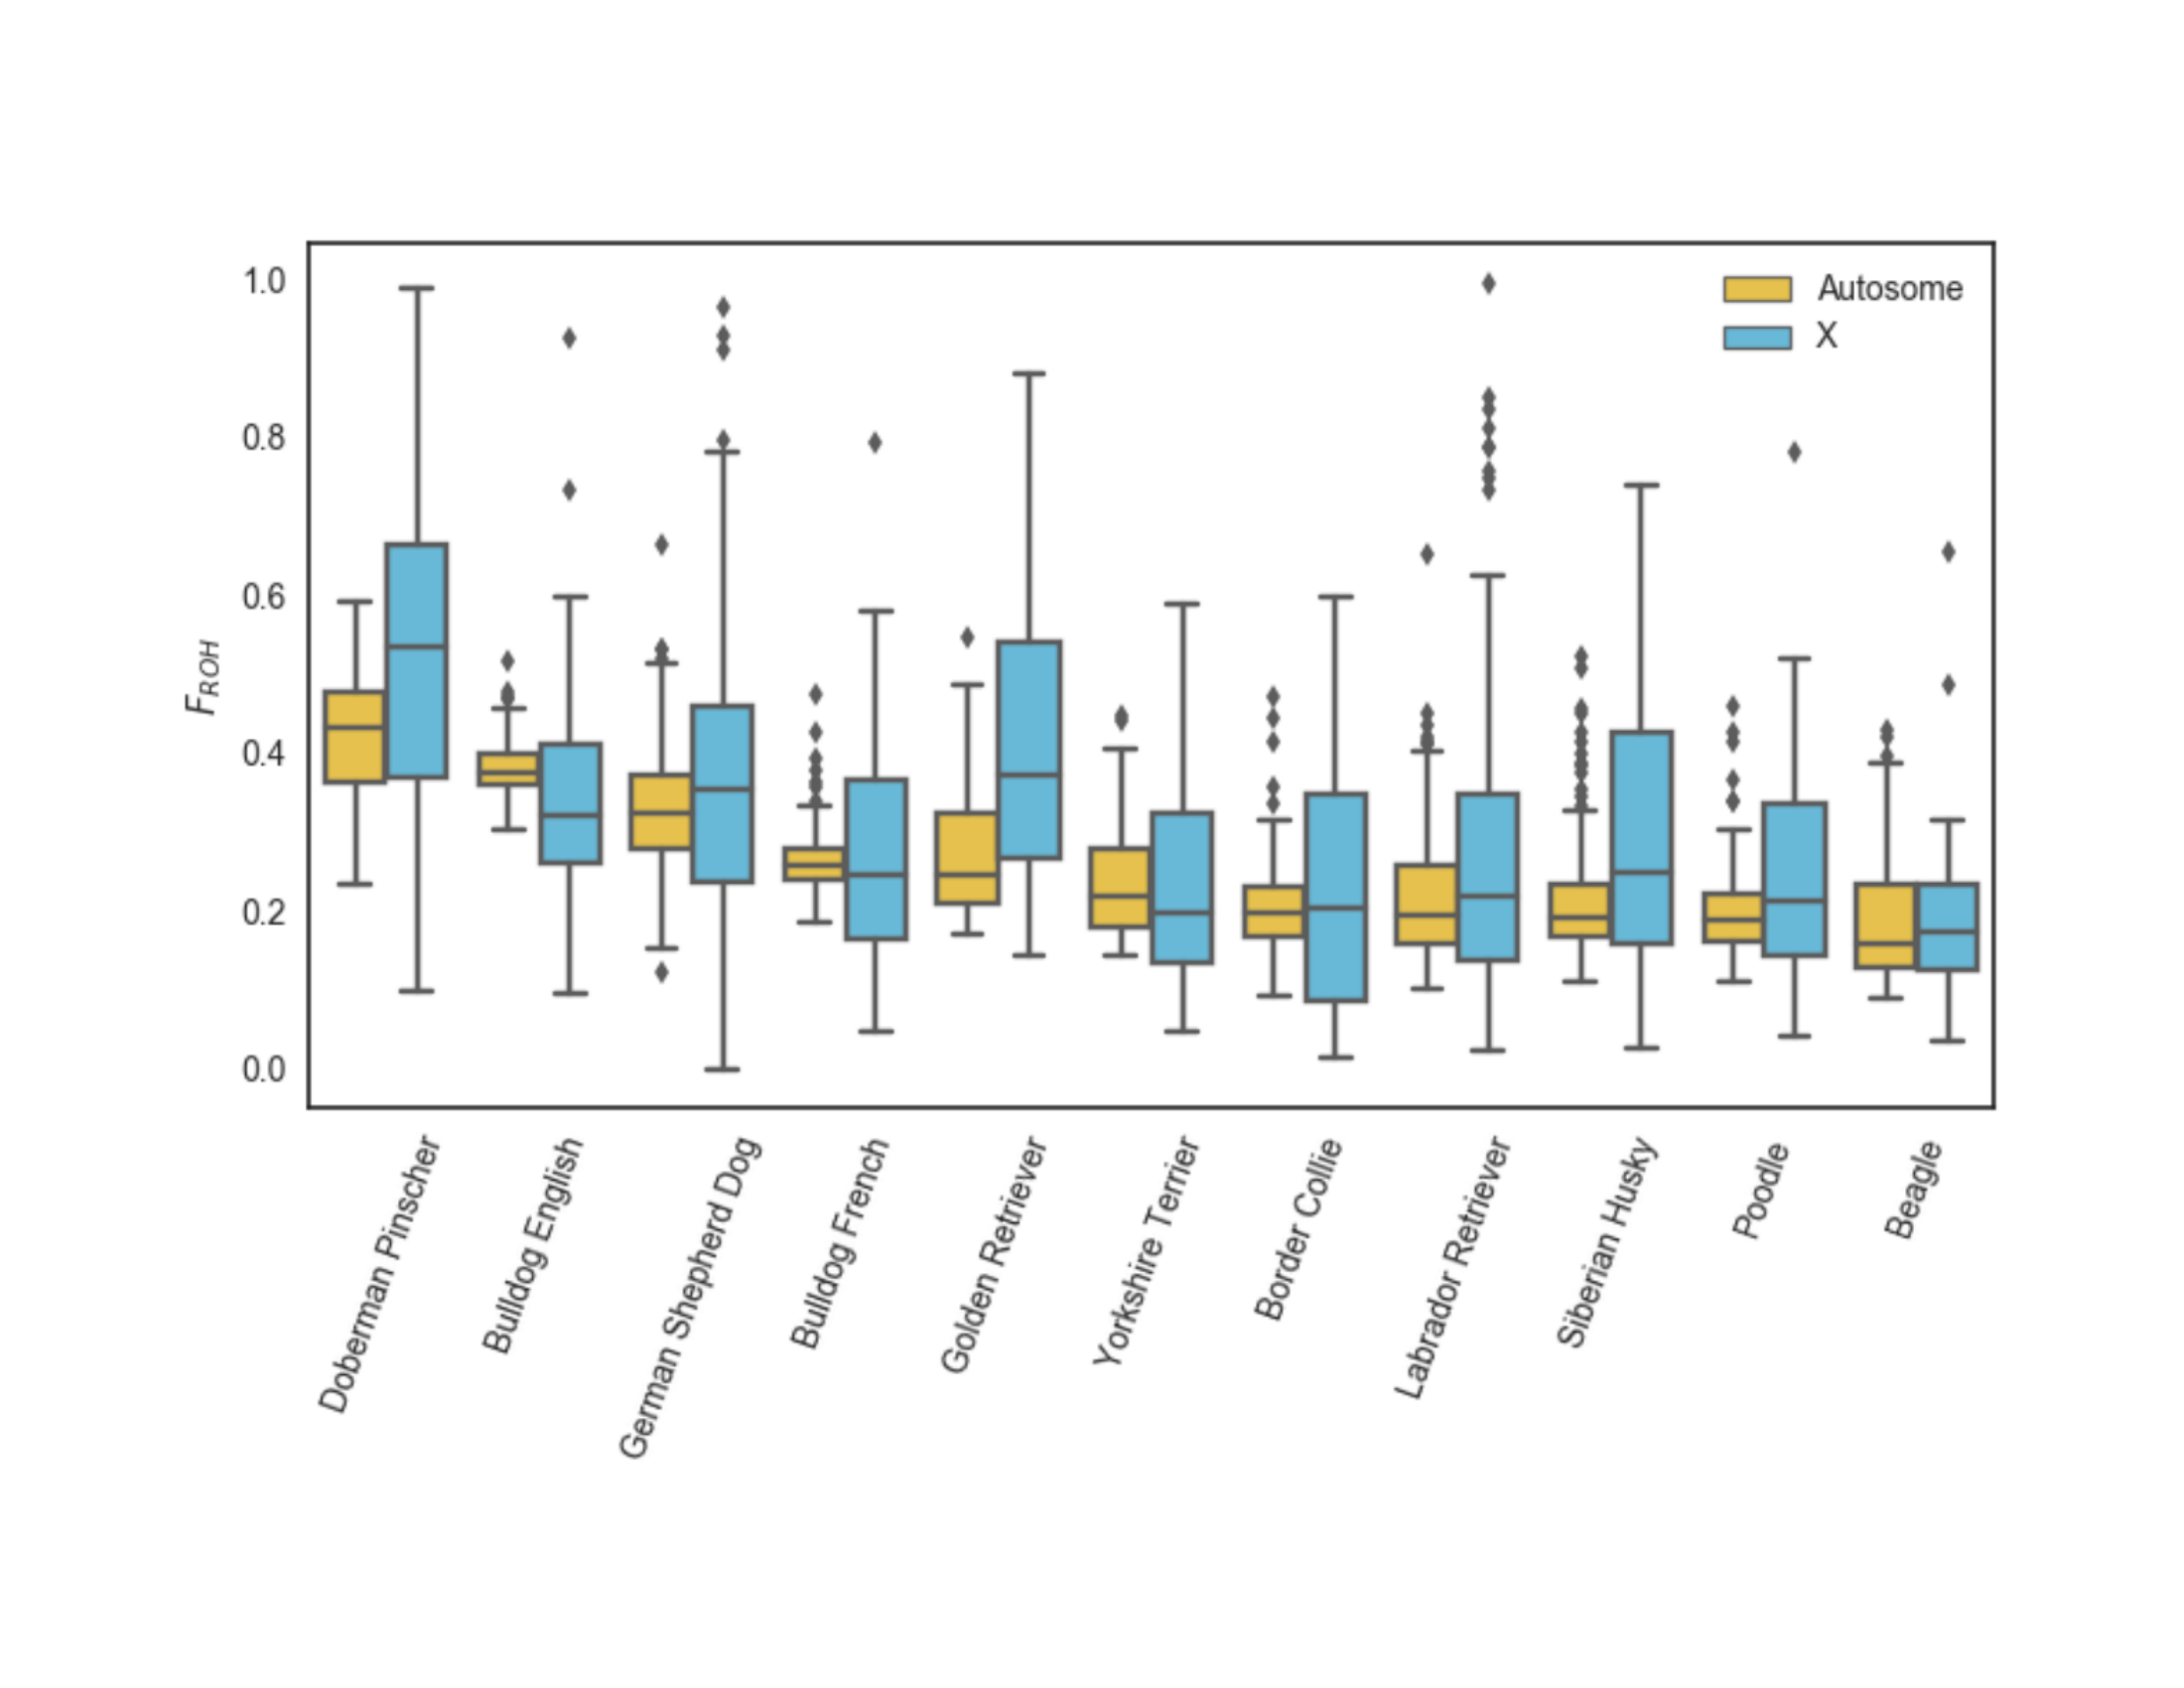 1.0
0.8
0.6
0.4
0.2
0.0
F_ROH
Autosome
X
Doberman Pinscher
Bulldog English
German Shepherd Dog
Bulldog French
Golden Retriever
Yorkshire Terrier
Border Collie
Labrador Retriever
Siberian Husky
Poodle
Beagle